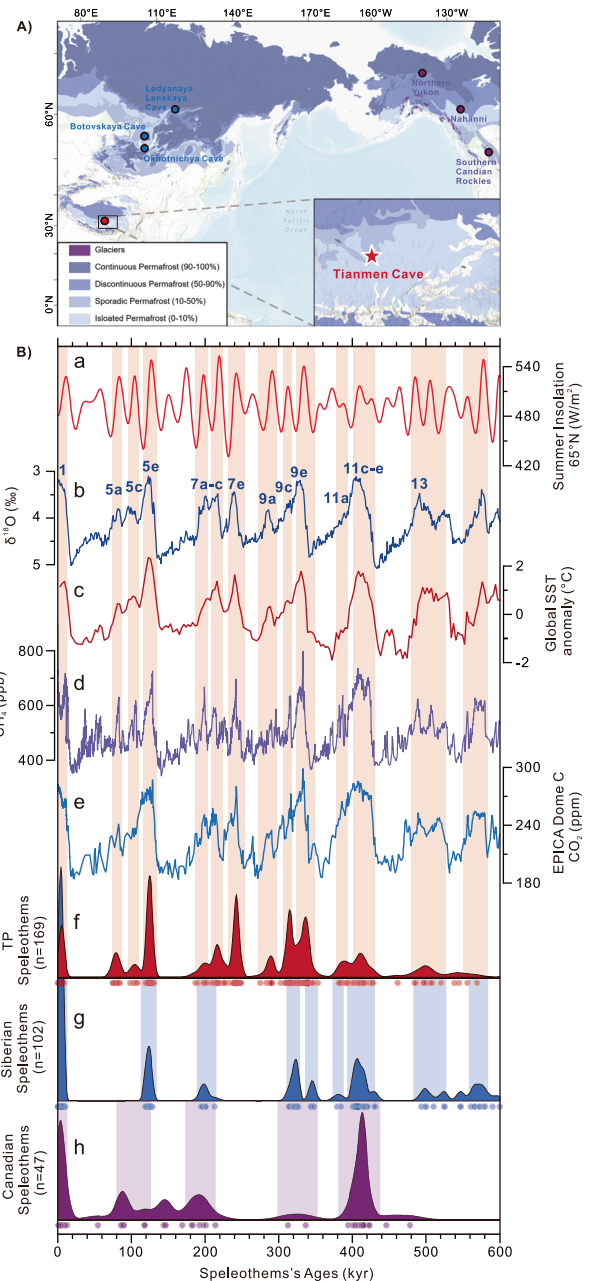 80°E 110°E 140°E 170°E 160°W 130°W
A)
60°N
30°N
0°N
Ledyanaya
Lenskaya
Cave
Botovskaya Cave
Okhotnichya Cave
Northern
Yukon
Nahanni
Southern
Candian
Rockies
North
Pacific
Ocean
Glaciers
Continuous Permafrost (90-100%)
Discontinuous Permafrost (50-90%)
Sporadic Permafrost (10-50%)
Isloated Permafrost (0-10%)
Tianmen Cave
B)
a
540
480
420
Summer Insolation
65°N (W/m²)
1 5a 5c 5e 7a-c 7e 9a 9c 9e 11a 11c-e 13
b
3
4
5
δ¹⁸O (‰)
c
2
0
-2
Global SST
anomaly (°C)
d
800
600
400
CH₄ (ppb)
e
300
240
180
EPICA Dome C
CO₂ (ppm)
f
TP
Speleothems
(n=169)
g
Siberian
Speleothems
(n=102)
h
Canadian
Speleothems
(n=47)
0 100 200 300 400 500 600
Speleothems's Ages (kyr)